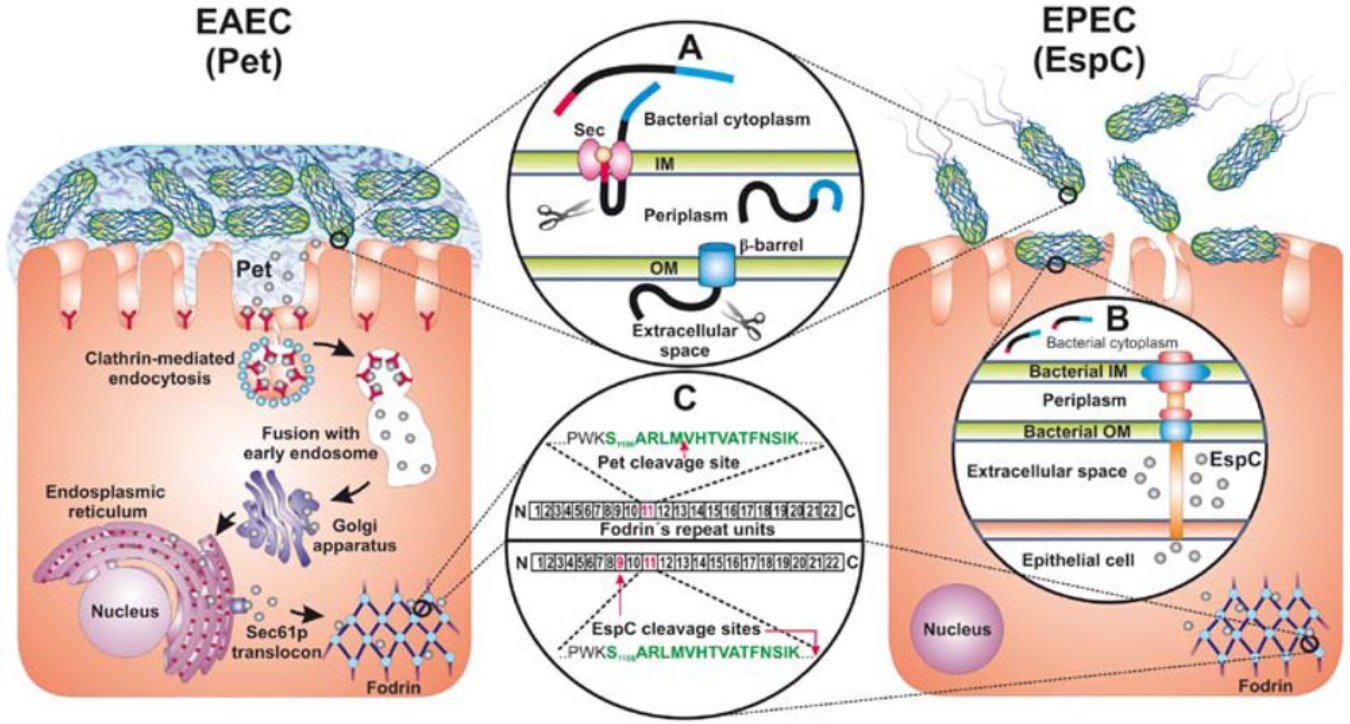 EAEC
(Pet)
EPEC
(EspC)
A
Bacterial cytoplasm
Sec
IM
Periplasm
β-barrel
OM
Extracellular
space
Pet
Clathrin-mediated
endocytosis
Fusion with
early endosome
Endosplasmic
reticulum
Golgi
apparatus
Nucleus
Sec61p
translocon
Fodrin
C
....PWKS1198ARLMVHTVATFNSIK....
Pet cleavage site
N 1 2 3 4 5 6 7 8 9 10 11 12 13 14 15 16 17 18 19 20 21 22 C
Fodrin´s repeat units
N 1 2 3 4 5 6 7 8 9 10 11 12 13 14 15 16 17 18 19 20 21 22 C
EspC cleavage sites
....PWKS1198ARLMVHTVATFNSIK....
B
Bacterial cytoplasm
Bacterial IM
Periplasm
Bacterial OM
Extracellular space
EspC
Epithelial cell
Nucleus
Fodrin